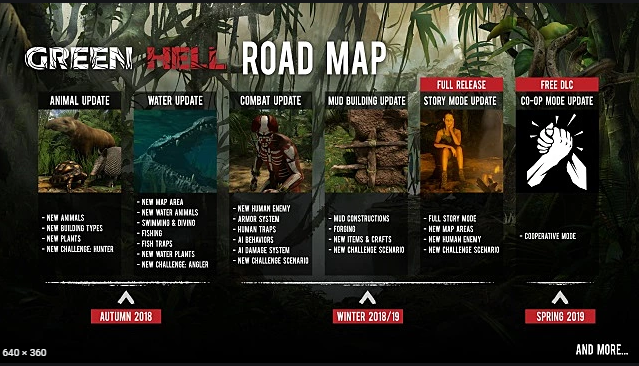 GREEN HELL ROAD MAP
FULL RELEASE
FREE DLC
ANIMAL UPDATE
WATER UPDATE
COMBAT UPDATE
MUD BUILDING UPDATE
STORY MODE UPDATE
CO-OP MODE UPDATE
- NEW ANIMALS
- NEW BUILDING TYPES
- NEW PLANTS
- NEW CHALLENGE: HUNTER
- NEW MAP AREA
- NEW WATER ANIMALS
- SWIMMING & DIVING
- FISHING
- FISH TRAPS
- NEW WATER PLANTS
- NEW CHALLENGE: ANGLER
- NEW HUMAN ENEMY
- ARMOR SYSTEM
- HUMAN TRAPS
- AI BEHAVIORS
- AI DAMAGE SYSTEM
- NEW CHALLENGE SCENARIO
- MUD CONSTRUCTIONS
- FORGING
- NEW ITEMS & CRAFTS
- NEW CHALLENGE SCENARIO
- FULL STORY MODE
- NEW MAP AREAS
- NEW HUMAN ENEMY
- NEW CHALLENGE SCENARIO
- COOPERATIVE MODE
AUTUMN 2018
WINTER 2018/19
SPRING 2019
640 × 360
AND MORE...